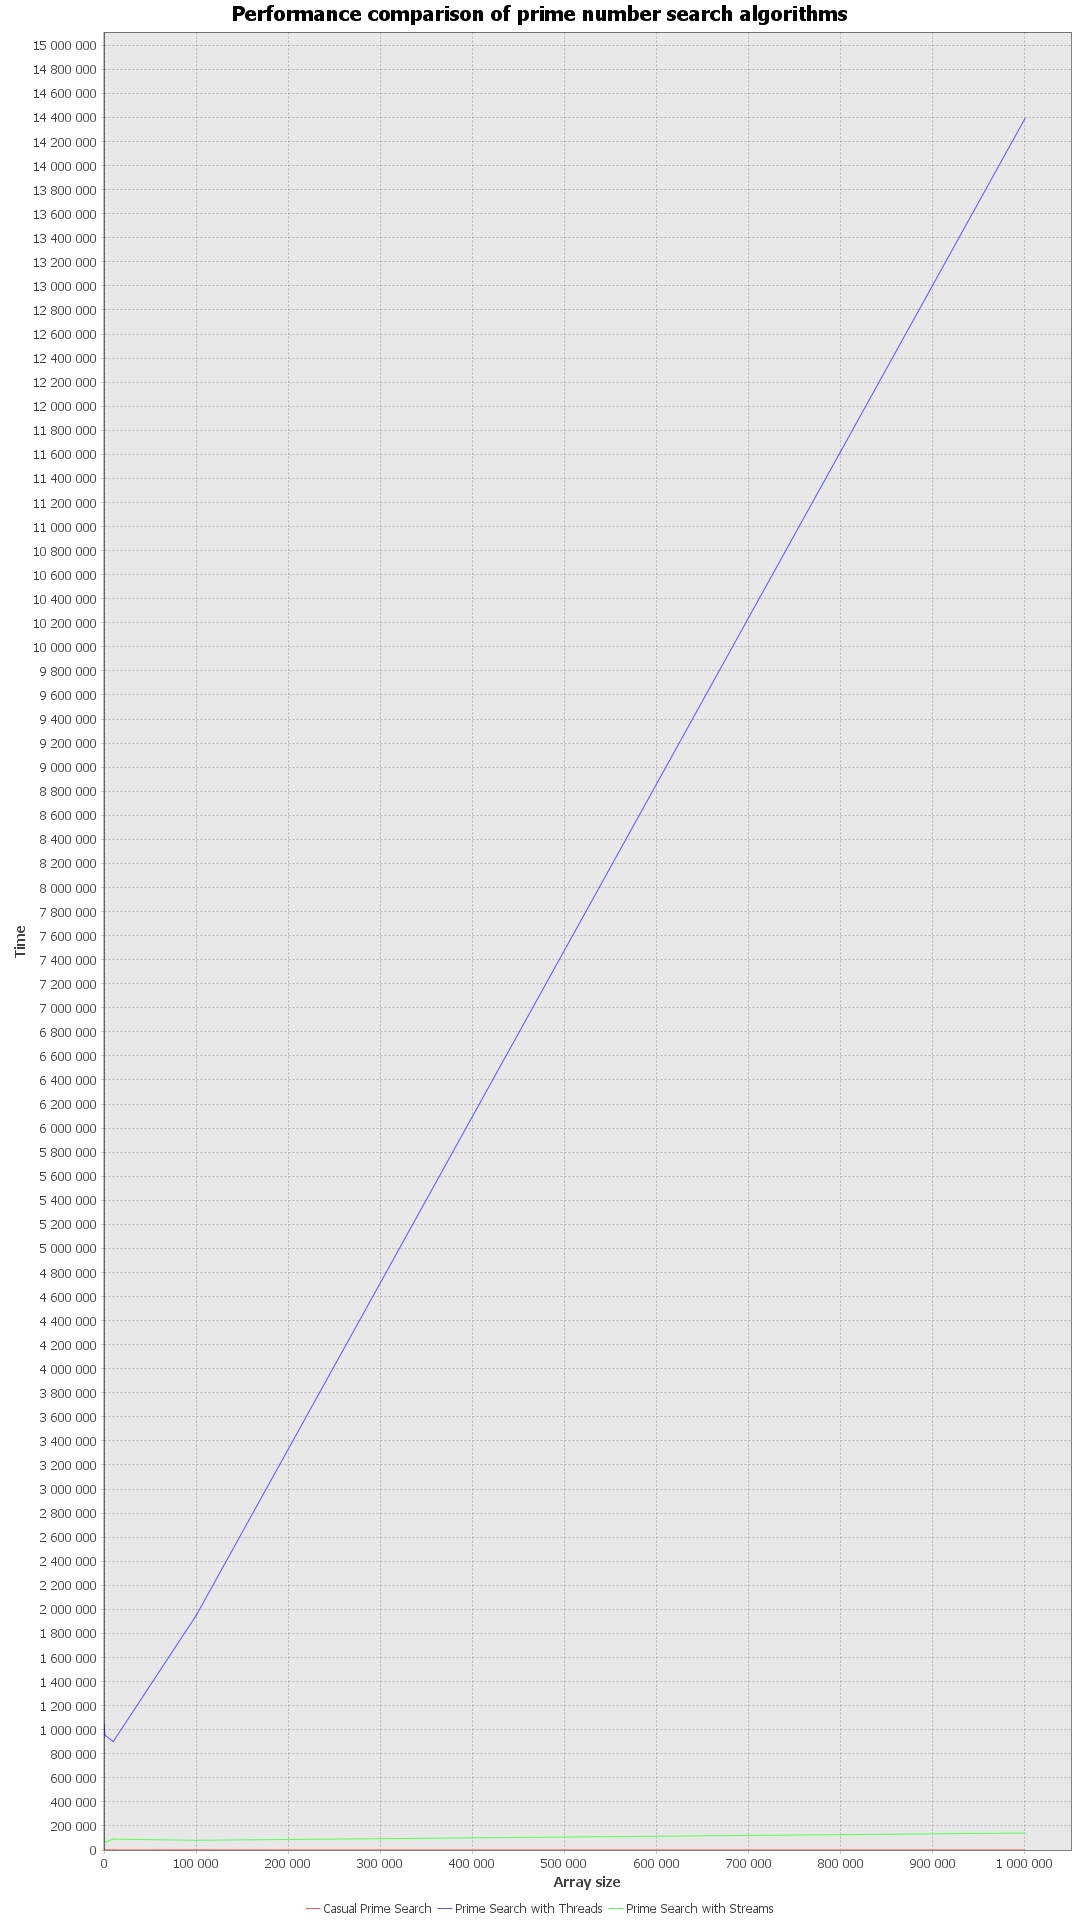 Performance comparison of prime number search algorithms
15 000 000
14 800 000
14 600 000
14 400 000
14 200 000
14 000 000
13 800 000
13 600 000
13 400 000
13 200 000
13 000 000
12 800 000
12 600 000
12 400 000
12 200 000
12 000 000
11 800 000
11 600 000
11 400 000
11 200 000
11 000 000
10 800 000
10 600 000
10 400 000
10 200 000
10 000 000
9 800 000
9 600 000
9 400 000
9 200 000
9 000 000
8 800 000
8 600 000
8 400 000
8 200 000
8 000 000
7 800 000
7 600 000
7 400 000
7 200 000
7 000 000
6 800 000
6 600 000
6 400 000
6 200 000
6 000 000
5 800 000
5 600 000
5 400 000
5 200 000
5 000 000
4 800 000
4 600 000
4 400 000
4 200 000
4 000 000
3 800 000
3 600 000
3 400 000
3 200 000
3 000 000
2 800 000
2 600 000
2 400 000
2 200 000
2 000 000
1 800 000
1 600 000
1 400 000
1 200 000
1 000 000
800 000
600 000
400 000
200 000
0
Time
0 100 000 200 000 300 000 400 000 500 000 600 000 700 000 800 000 900 000 1 000 000
Array size
Casual Prime Search Prime Search with Threads Prime Search with Streams